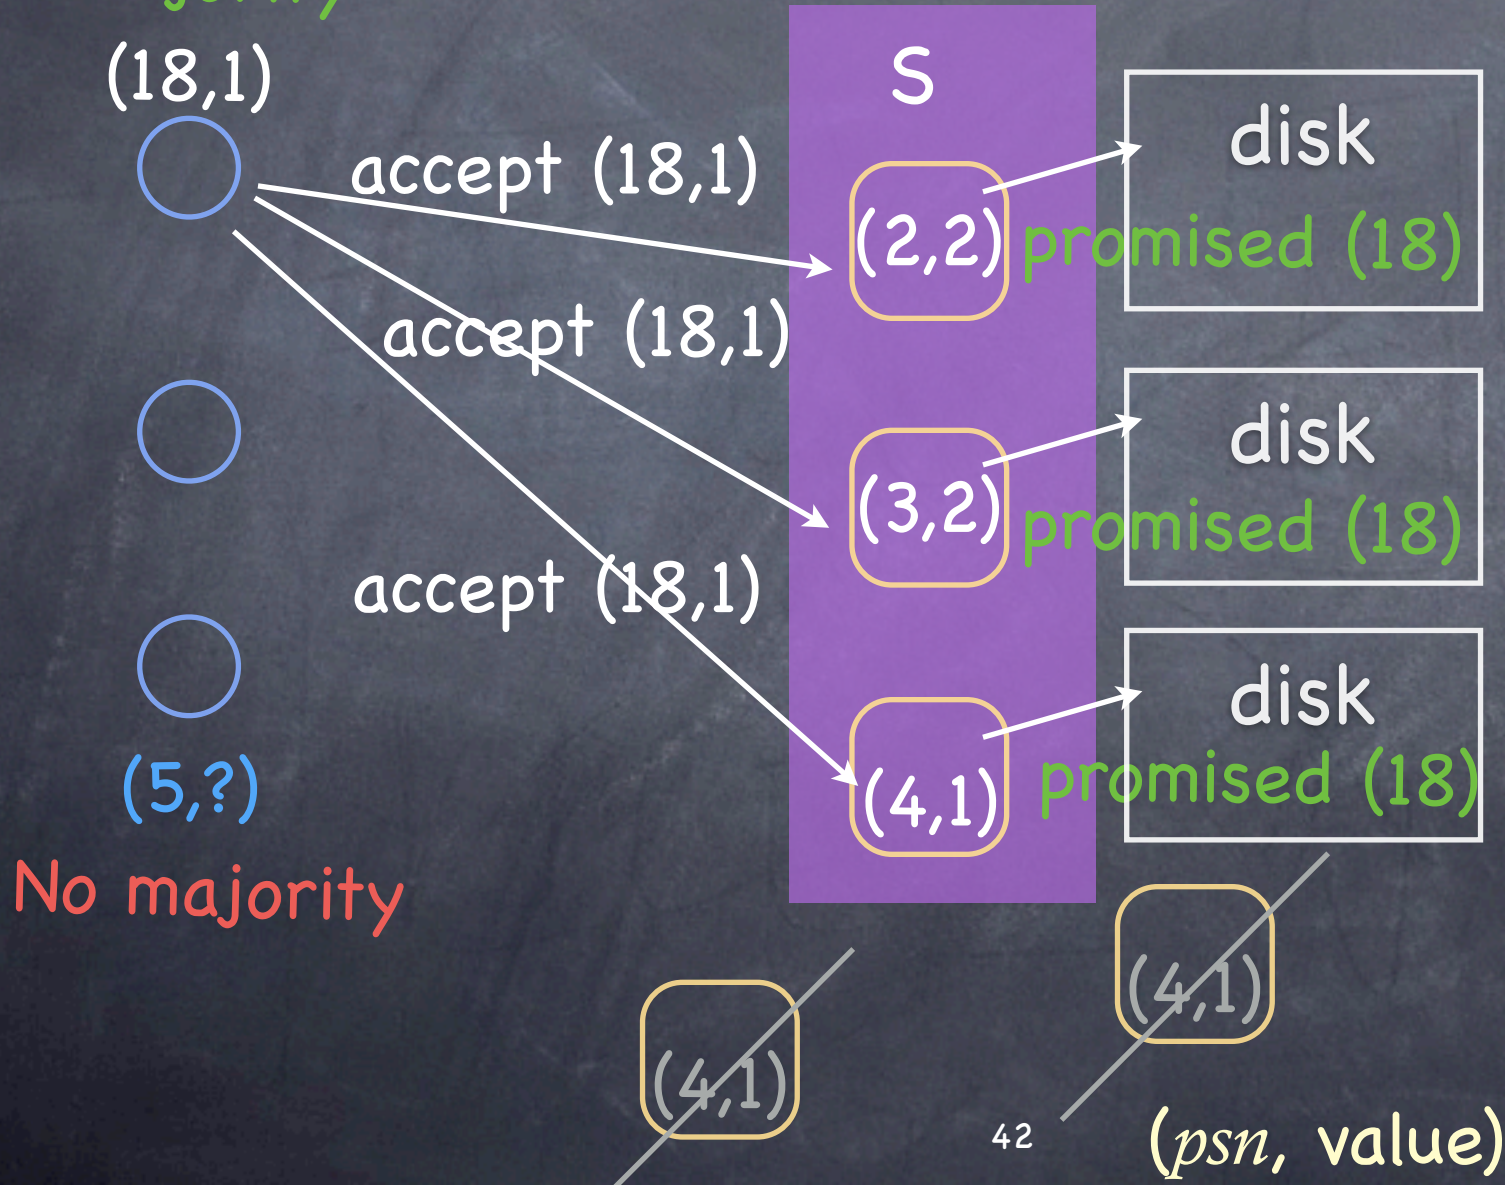 (18,1)
S
disk
accept (18,1)
(2,2)
promised (18)
accept (18,1)
disk
(3,2)
promised (18)
accept (18,1)
disk
(5,?)
(4,1)
promised (18)
No majority
(4,1)
(4,1)
42
(psn, value)